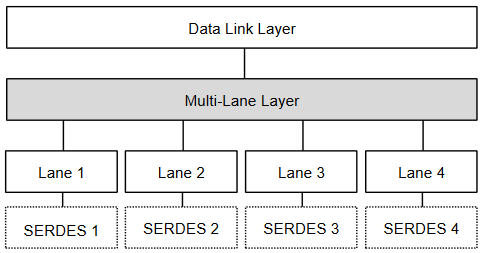 Data Link Layer
Multi-Lane Layer
Lane 1 Lane 2 Lane 3 Lane 4
SERDES 1 SERDES 2 SERDES 3 SERDES 4